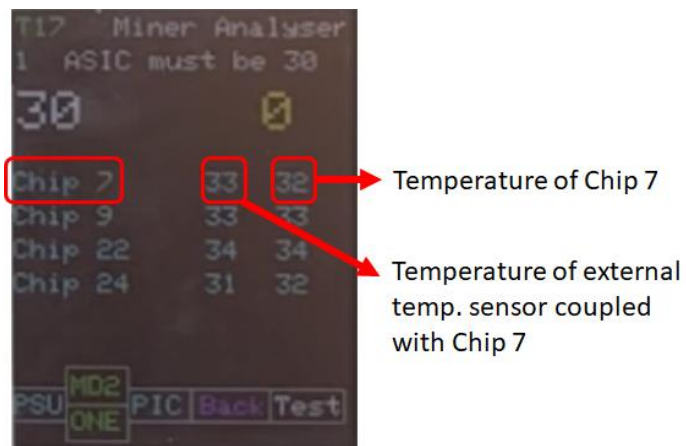 T17 Miner Analyser
1 ASIC must be 30
30 0
Chip 7 33 32
Chip 9 33 33
Chip 22 34 34
Chip 24 31 32
PSU MD2 ONE PIC Back Test
Temperature of Chip 7
Temperature of external
temp. sensor coupled
with Chip 7